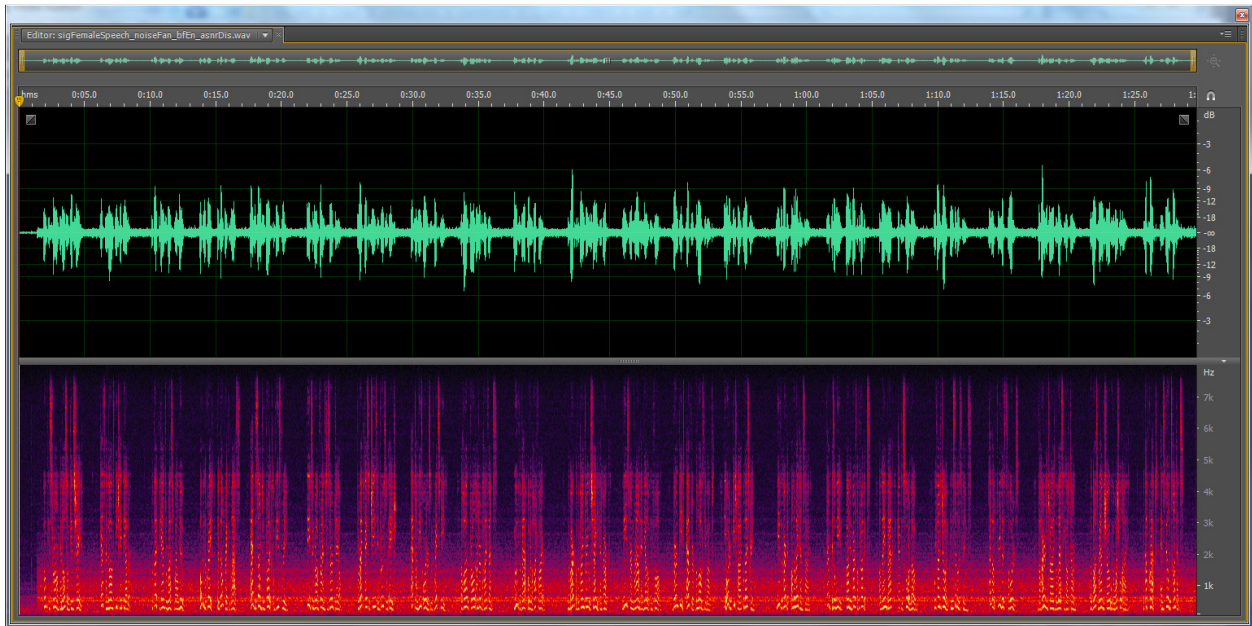 Editor: sigFemaleSpeech_noiseFan_bfEn_asnrDis.wav
hms 0:05.0 0:10.0 0:15.0 0:20.0 0:25.0 0:30.0 0:35.0 0:40.0 0:45.0 0:50.0 0:55.0 1:00.0 1:05.0 1:10.0 1:15.0 1:20.0 1:25.0 1:
dB
-3
-6
-9
-12
-18
-∞
-18
-12
-9
-6
-3
Hz
7k
6k
5k
4k
3k
2k
1k